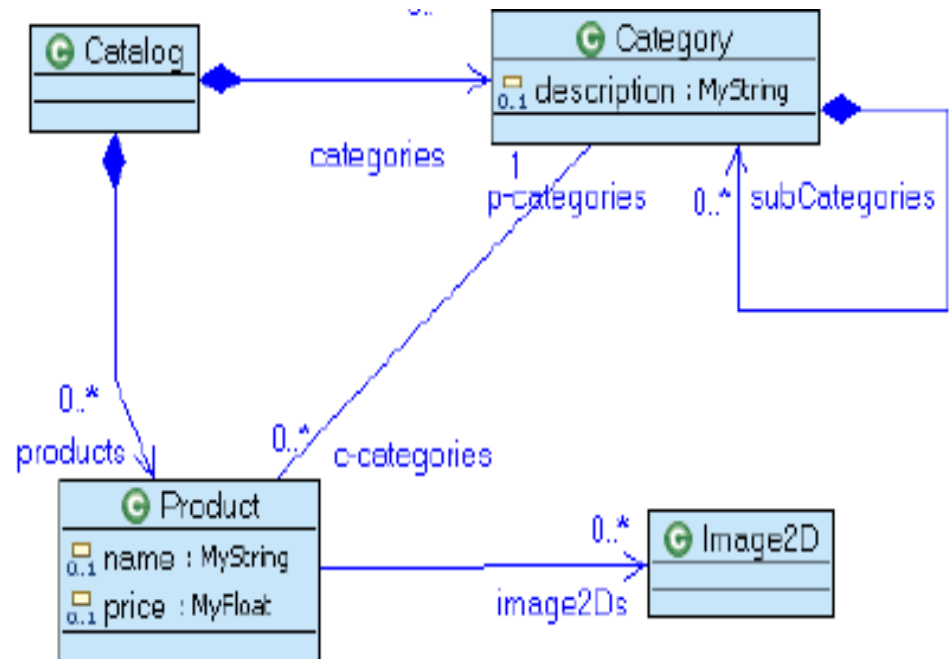 C Catalog
C Category
0..1 description : MyString
categories
1
p-categories
0..*
subCategories
0..*
products
0..*
c-categories
C Product
0..1 name : MyString
0..1 price : MyFloat
0..*
image2Ds
C Image2D